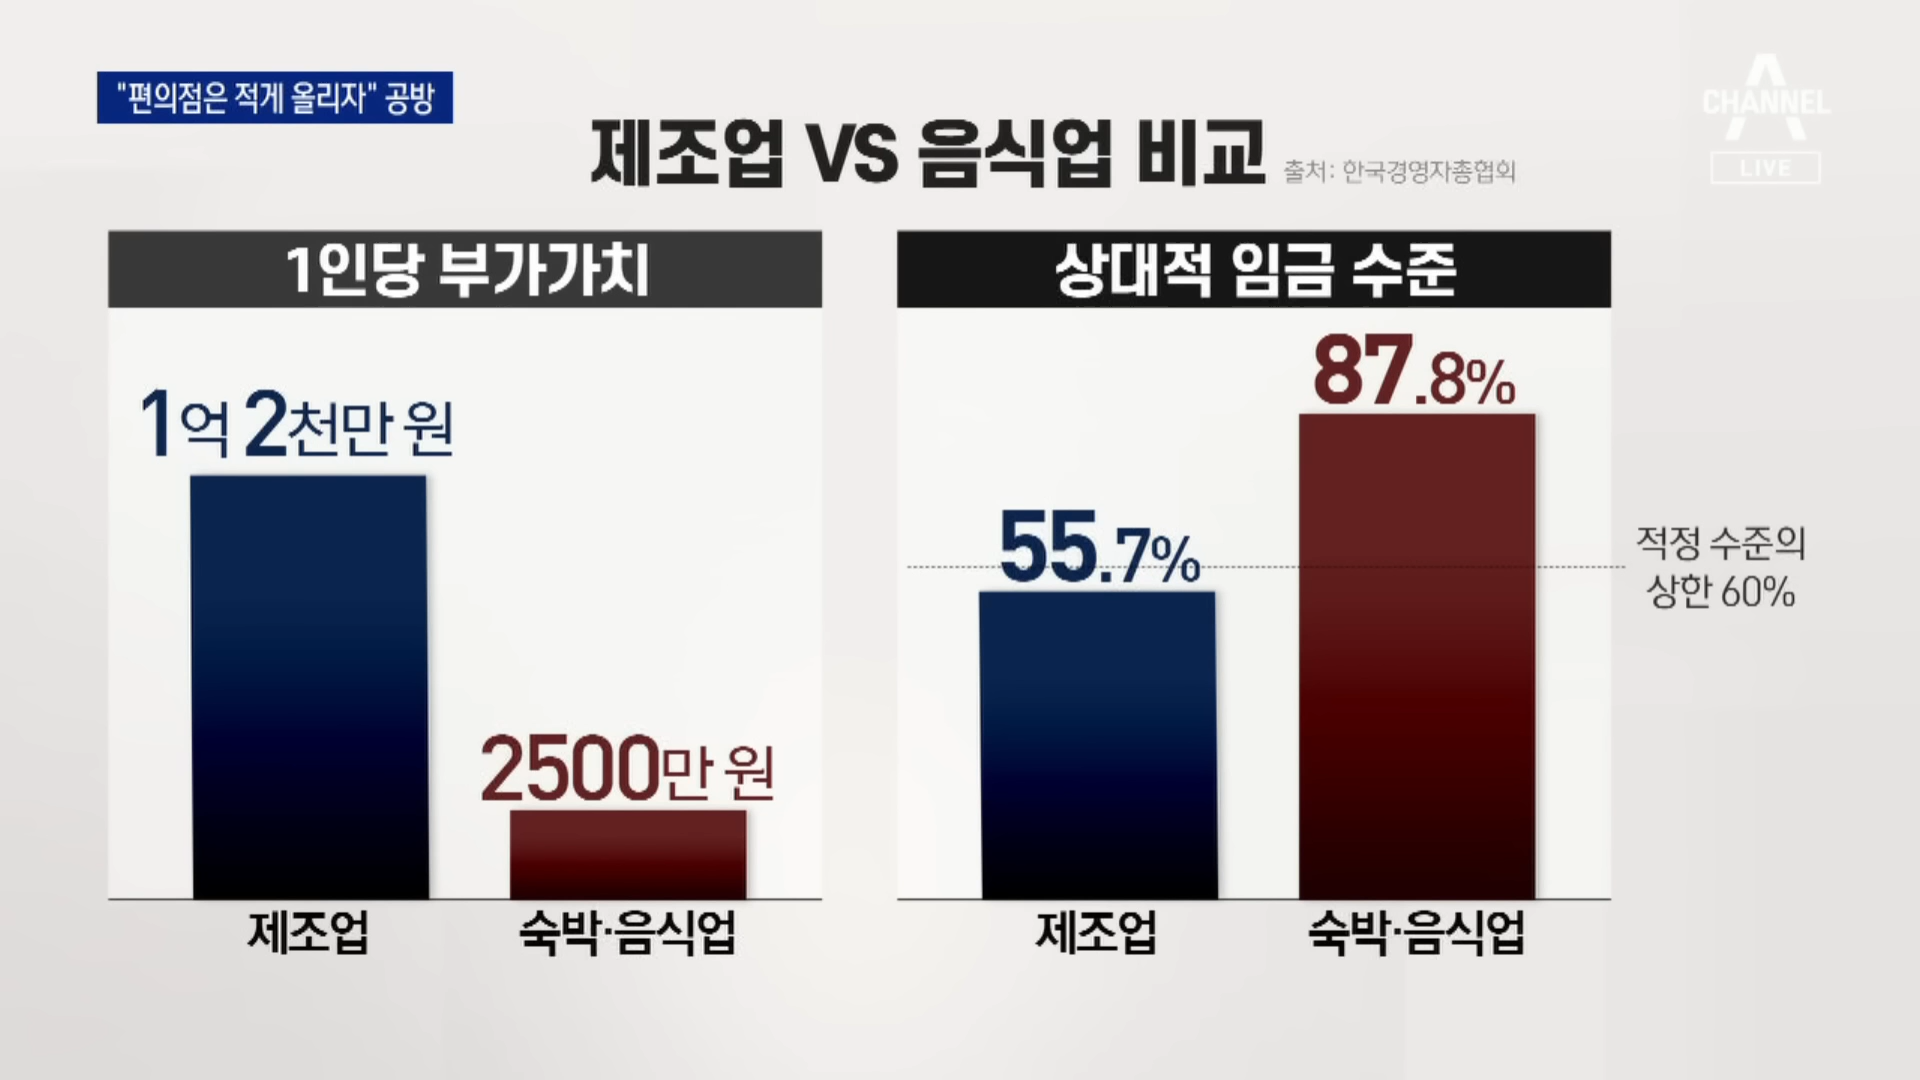 "편의점은 적게 올리자" 공방
CHANNEL A
LIVE
제조업 VS 음식업 비교 출처: 한국경영자총협회
1인당 부가가치
1억 2천만 원
2500만 원
제조업
숙박·음식업
상대적 임금 수준
87.8%
55.7%
적정 수준의
상한 60%
제조업
숙박·음식업